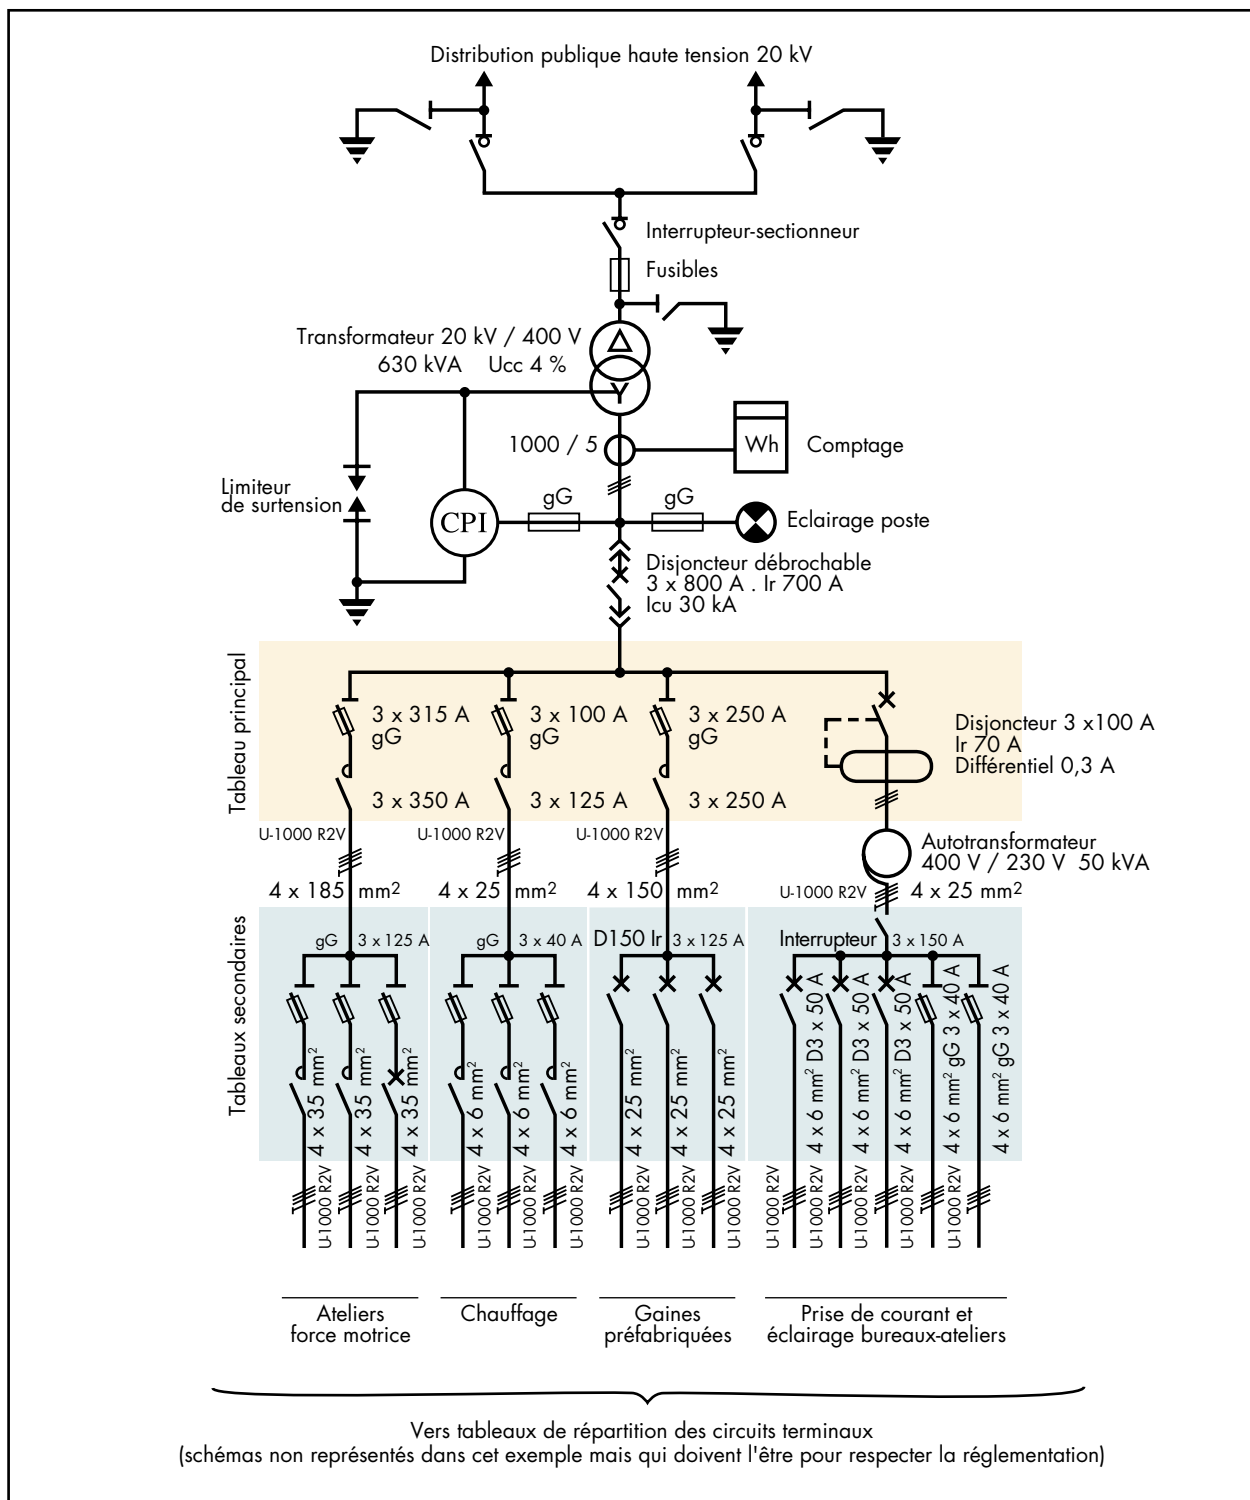 Distribution publique haute tension 20 kV
Interrupteur-sectionneur
Fusibles
Transformateur 20 kV / 400 V
630 kVA Ucc 4 %
1000 / 5
Wh
Comptage
Limiteur
de surtension
CPI
gG
gG
Eclairage poste
Disjoncteur débrochable
3 x 800 A . Ir 700 A
Icu 30 kA
Tableau principal
3 x 315 A
gG
3 x 100 A
gG
3 x 250 A
gG
Disjoncteur 3 x100 A
Ir 70 A
Différentiel 0,3 A
3 x 350 A
3 x 125 A
3 x 250 A
U-1000 R2V
U-1000 R2V
U-1000 R2V
Autotransformateur
400 V / 230 V 50 kVA
4 x 185 mm²
4 x 25 mm²
4 x 150 mm²
U-1000 R2V
4 x 25 mm²
Tableaux secondaires
gG 3 x 125 A
gG 3 x 40 A
D150 Ir 3 x 125 A
Interrupteur 3 x 150 A
4 x 35 mm²
4 x 35 mm²
4 x 35 mm²
4 x 6 mm²
4 x 6 mm²
4 x 6 mm²
4 x 25 mm²
4 x 25 mm²
4 x 25 mm²
4 x 6 mm² D3 x 50 A
4 x 6 mm² D3 x 50 A
4 x 6 mm² D3 x 50 A
4 x 6 mm² gG 3 x 40 A
4 x 6 mm² gG 3 x 40 A
U-1000 R2V
U-1000 R2V
U-1000 R2V
U-1000 R2V
U-1000 R2V
U-1000 R2V
U-1000 R2V
U-1000 R2V
U-1000 R2V
U-1000 R2V
U-1000 R2V
U-1000 R2V
U-1000 R2V
U-1000 R2V
Ateliers
force motrice
Chauffage
Gaines
préfabriquées
Prise de courant et
éclairage bureaux-ateliers
Vers tableaux de répartition des circuits terminaux
(schémas non représentés dans cet exemple mais qui doivent l'être pour respecter la réglementation)